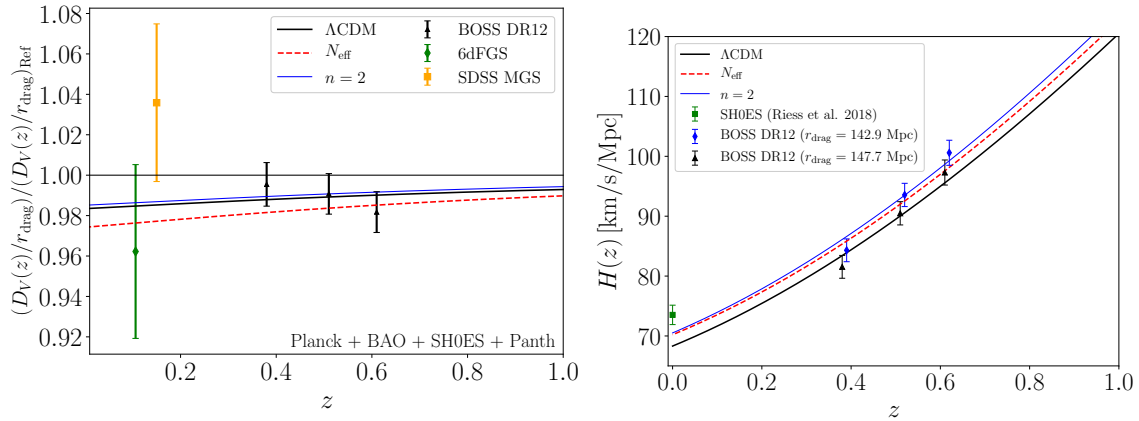 1.08
1.06
1.04
1.02
1.00
0.98
0.96
0.94
0.92
(D_V(z)/r_drag)/(D_V(z)/r_drag)_Ref
ΛCDM
N_eff
n = 2
BOSS DR12
6dFGS
SDSS MGS
Planck + BAO + SH0ES + Panth
0.2 0.4 0.6 0.8 1.0
z
120
110
100
90
80
70
H(z) [km/s/Mpc]
ΛCDM
N_eff
n = 2
SH0ES (Riess et al. 2018)
BOSS DR12 (r_drag = 142.9 Mpc)
BOSS DR12 (r_drag = 147.7 Mpc)
0.0 0.2 0.4 0.6 0.8 1.0
z